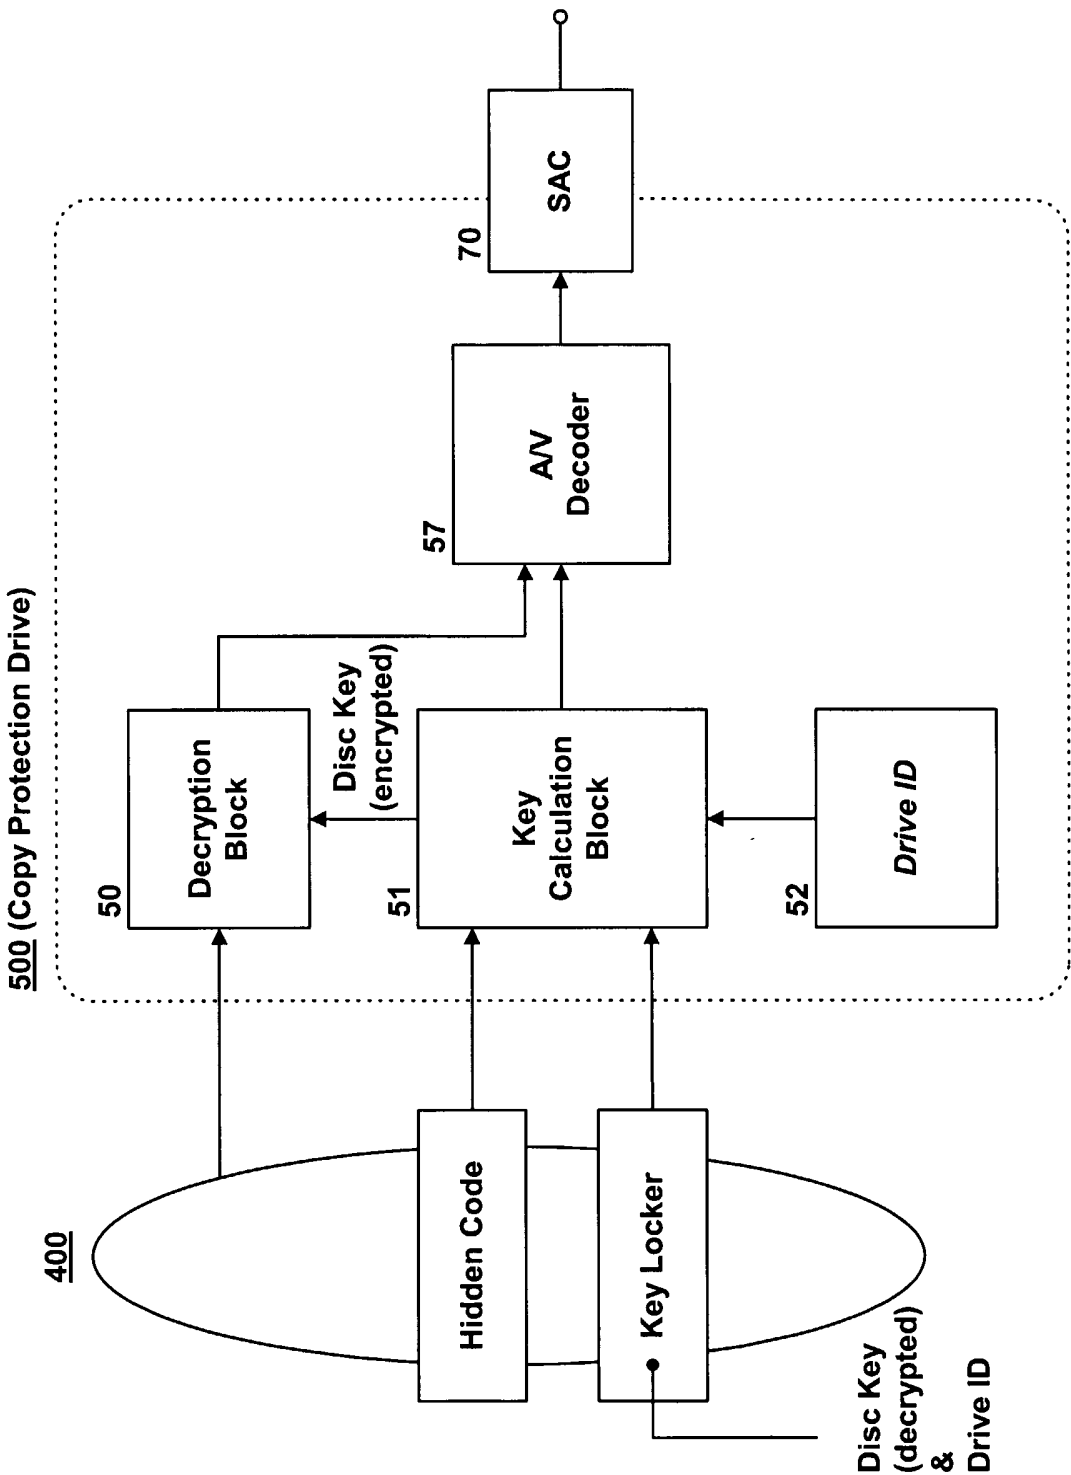 500 (Copy Protection Drive)
400
50
Decryption
Block
Disc Key
(encrypted)
Hidden Code
51
Key
Calculation
Block
57
A/V
Decoder
70
SAC
Key Locker
52
Drive ID
Disc Key
(decrypted)
&
Drive ID